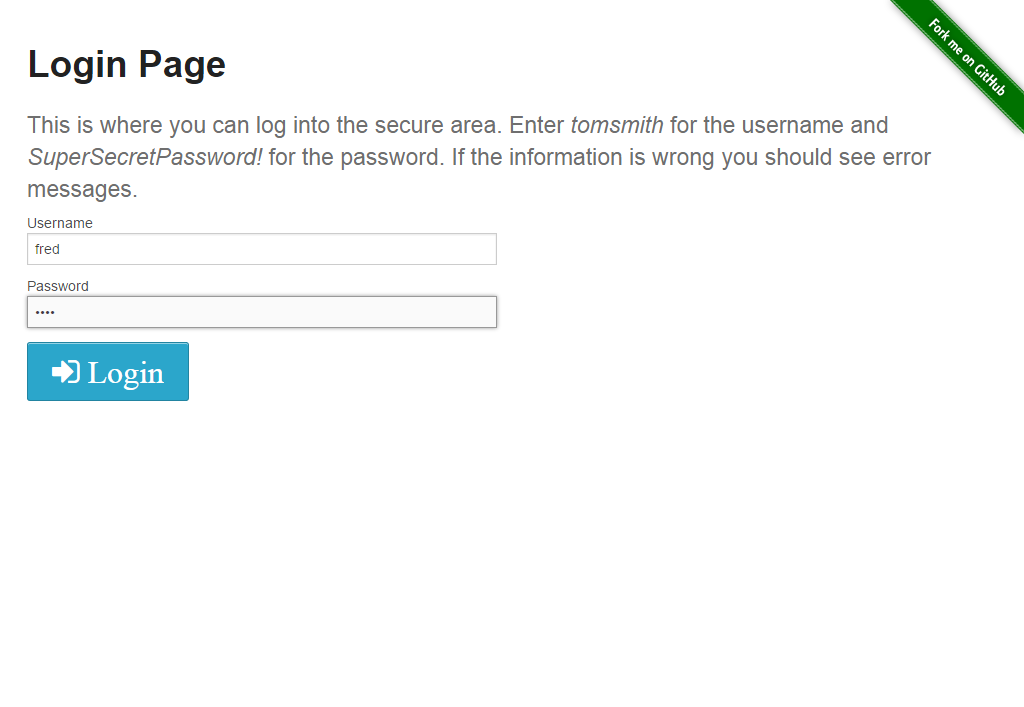 Fork me on GitHub
Login Page
This is where you can log into the secure area. Enter tomsmith for the username and
SuperSecretPassword! for the password. If the information is wrong you should see error
messages.
Username
fred
Password
••••
Login